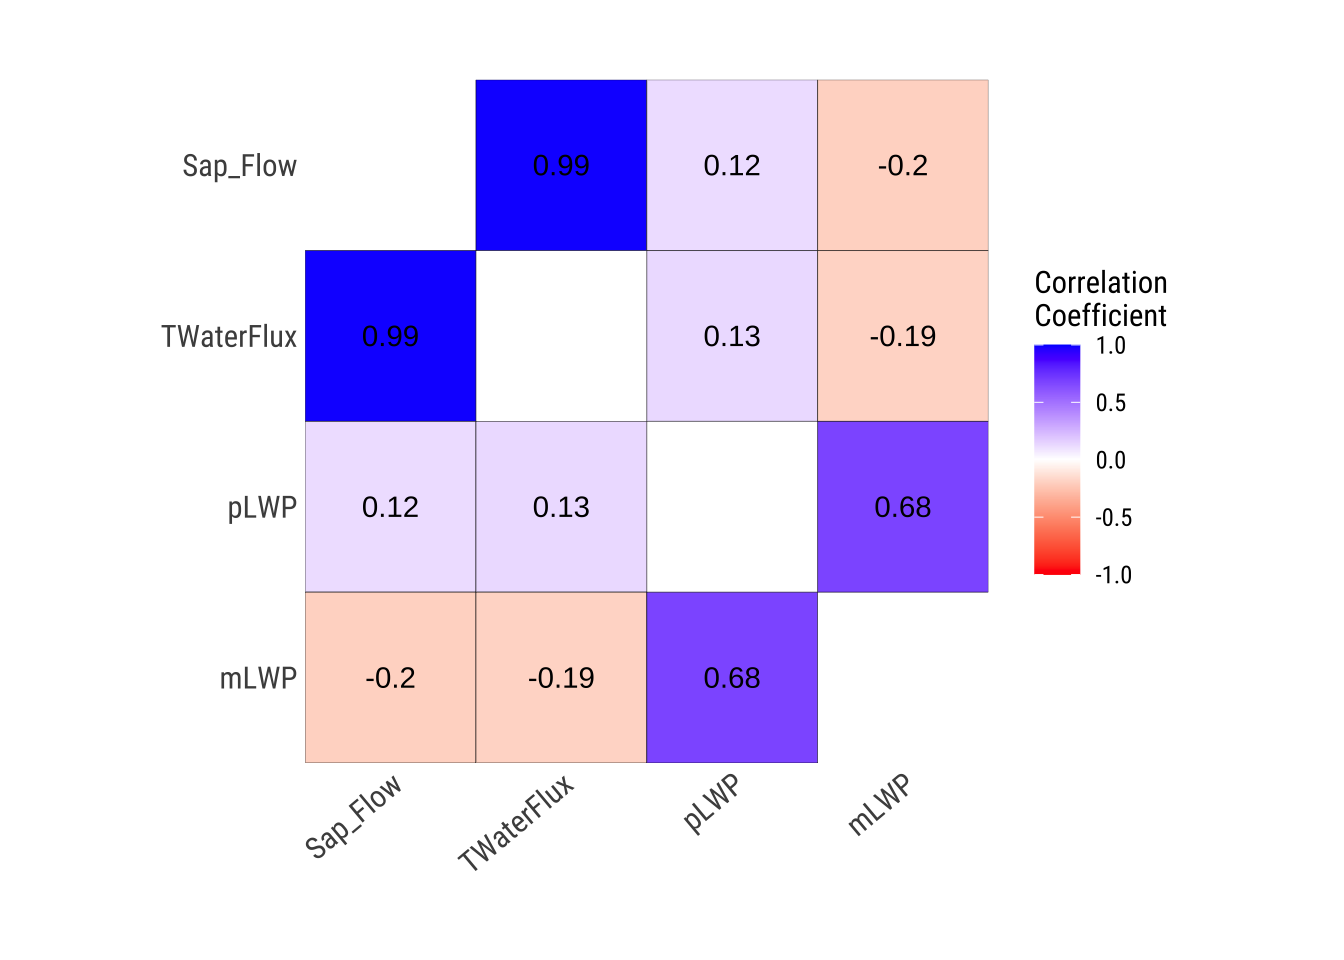 Sap_Flow
0.99
0.12
-0.2
TWaterFlux
0.99
0.13
-0.19
pLWP
0.12
0.13
0.68
mLWP
-0.2
-0.19
0.68
Sap_Flow
TWaterFlux
pLWP
mLWP
Correlation
Coefficient
1.0
0.5
0.0
-0.5
-1.0